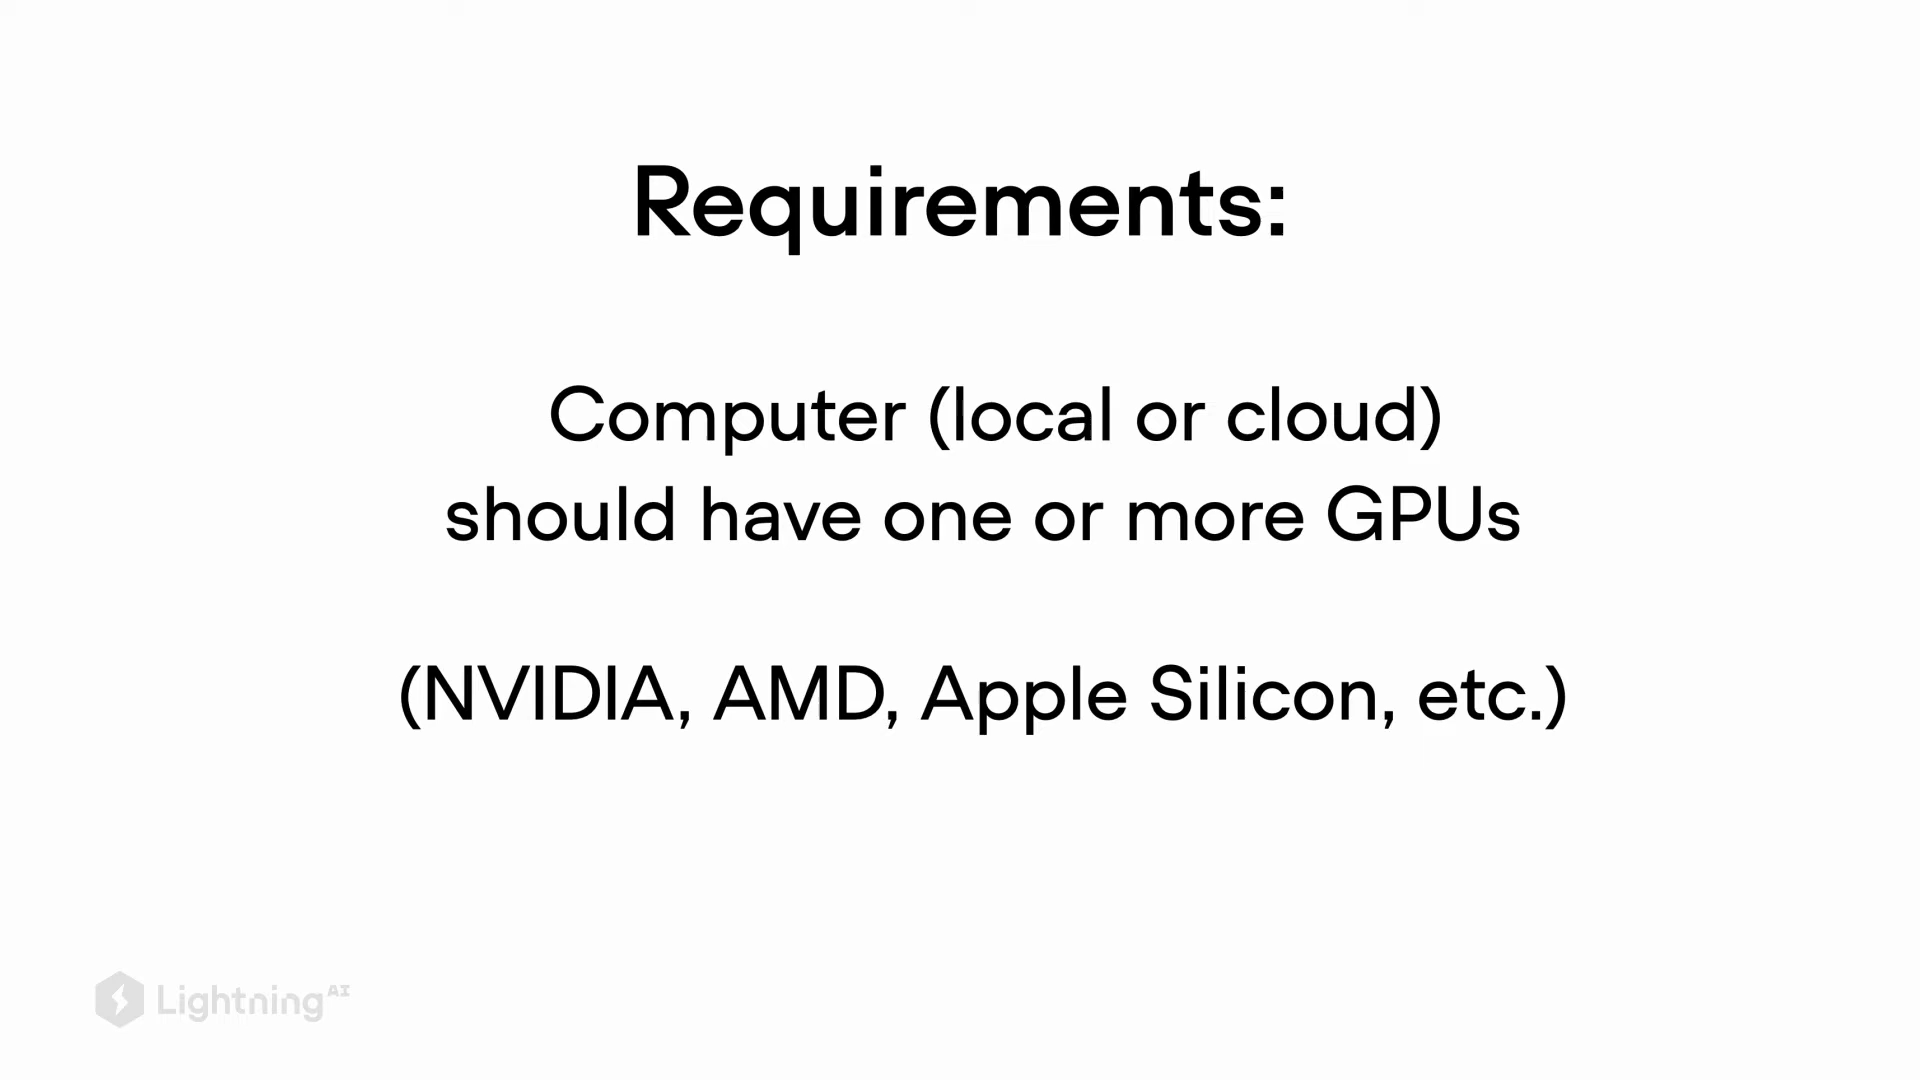 Requirements:
Computer (local or cloud)
should have one or more GPUs
(NVIDIA, AMD, Apple Silicon, etc.)
Lightning AI